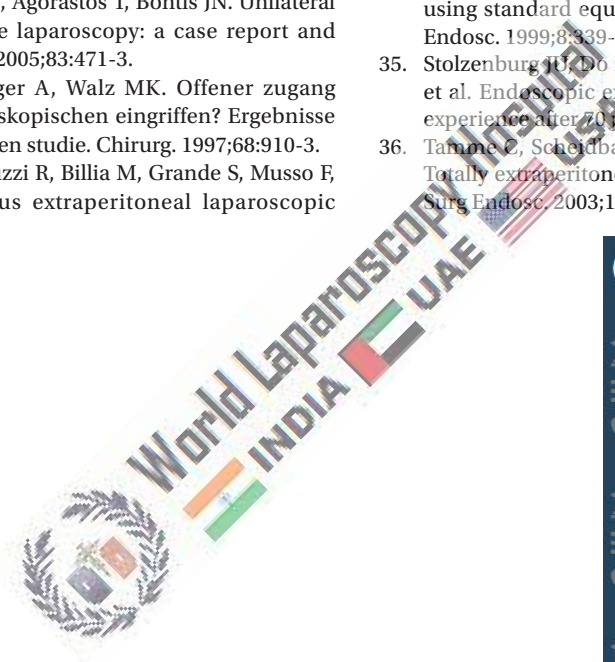 , Agorastos T, Bontis JN. Unilateral
e laparoscopy: a case report and
2005;83:471-3.
ger A, Walz MK. Offener zugang
skopischen eingriffen? Ergebnisse
en studie. Chirurg. 1997;68:910-3.
uzzi R, Billia M, Grande S, Musso F,
us extraperitoneal laparoscopic
using standard equ
Endosc. 1999;8:339-
35. Stolzenburg JU, Do
et al. Endoscopic e
experience after 70
36. Tamme C, Scheidba
Totally extraperitone
Surg Endosc. 2003;1
World Laparoscopy Hospital
INDIA UAE USA